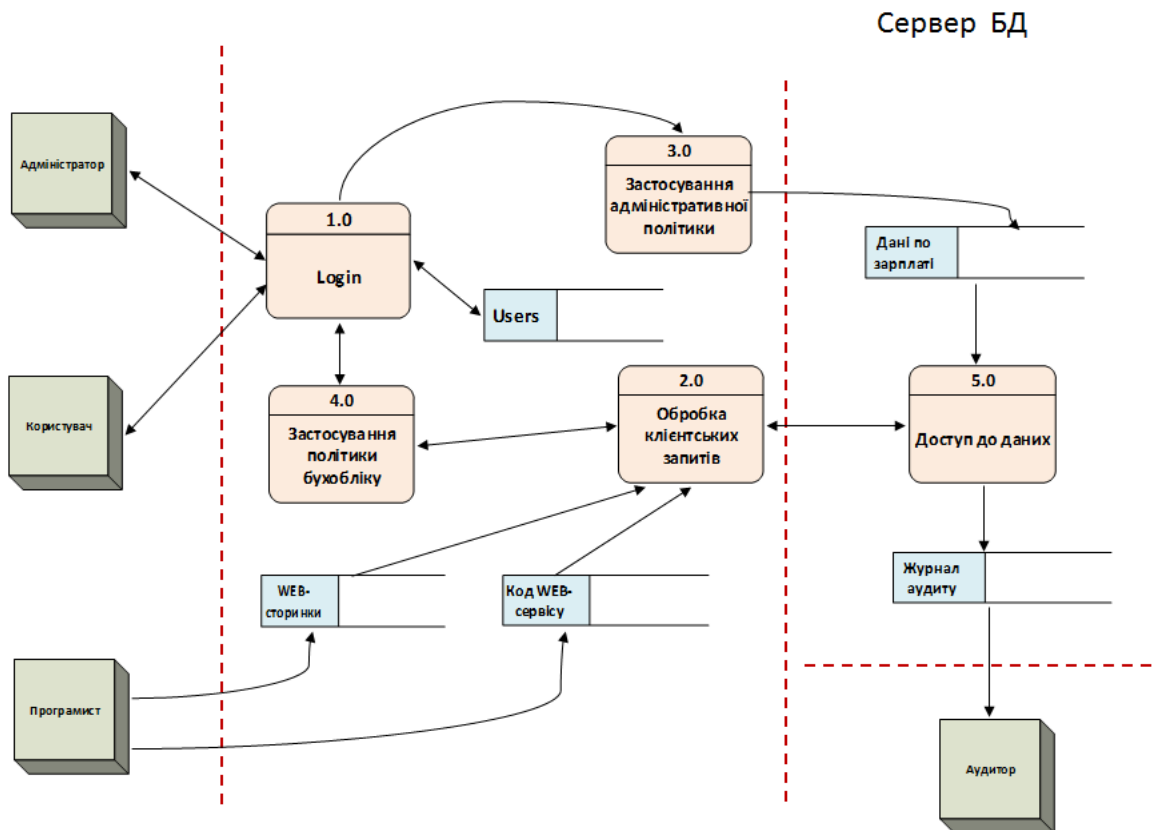 Сервер БД
Адміністратор
3.0
Застосування
адміністративної
політики
1.0
Login
Дані по
зарплаті
Users
Користувач
4.0
Застосування
політики
бухобліку
2.0
Обробка
клієнтських
запитів
5.0
Доступ до даних
WEB-
сторинки
Код WEB-
сервісу
Журнал
аудиту
Програмист
Аудитор